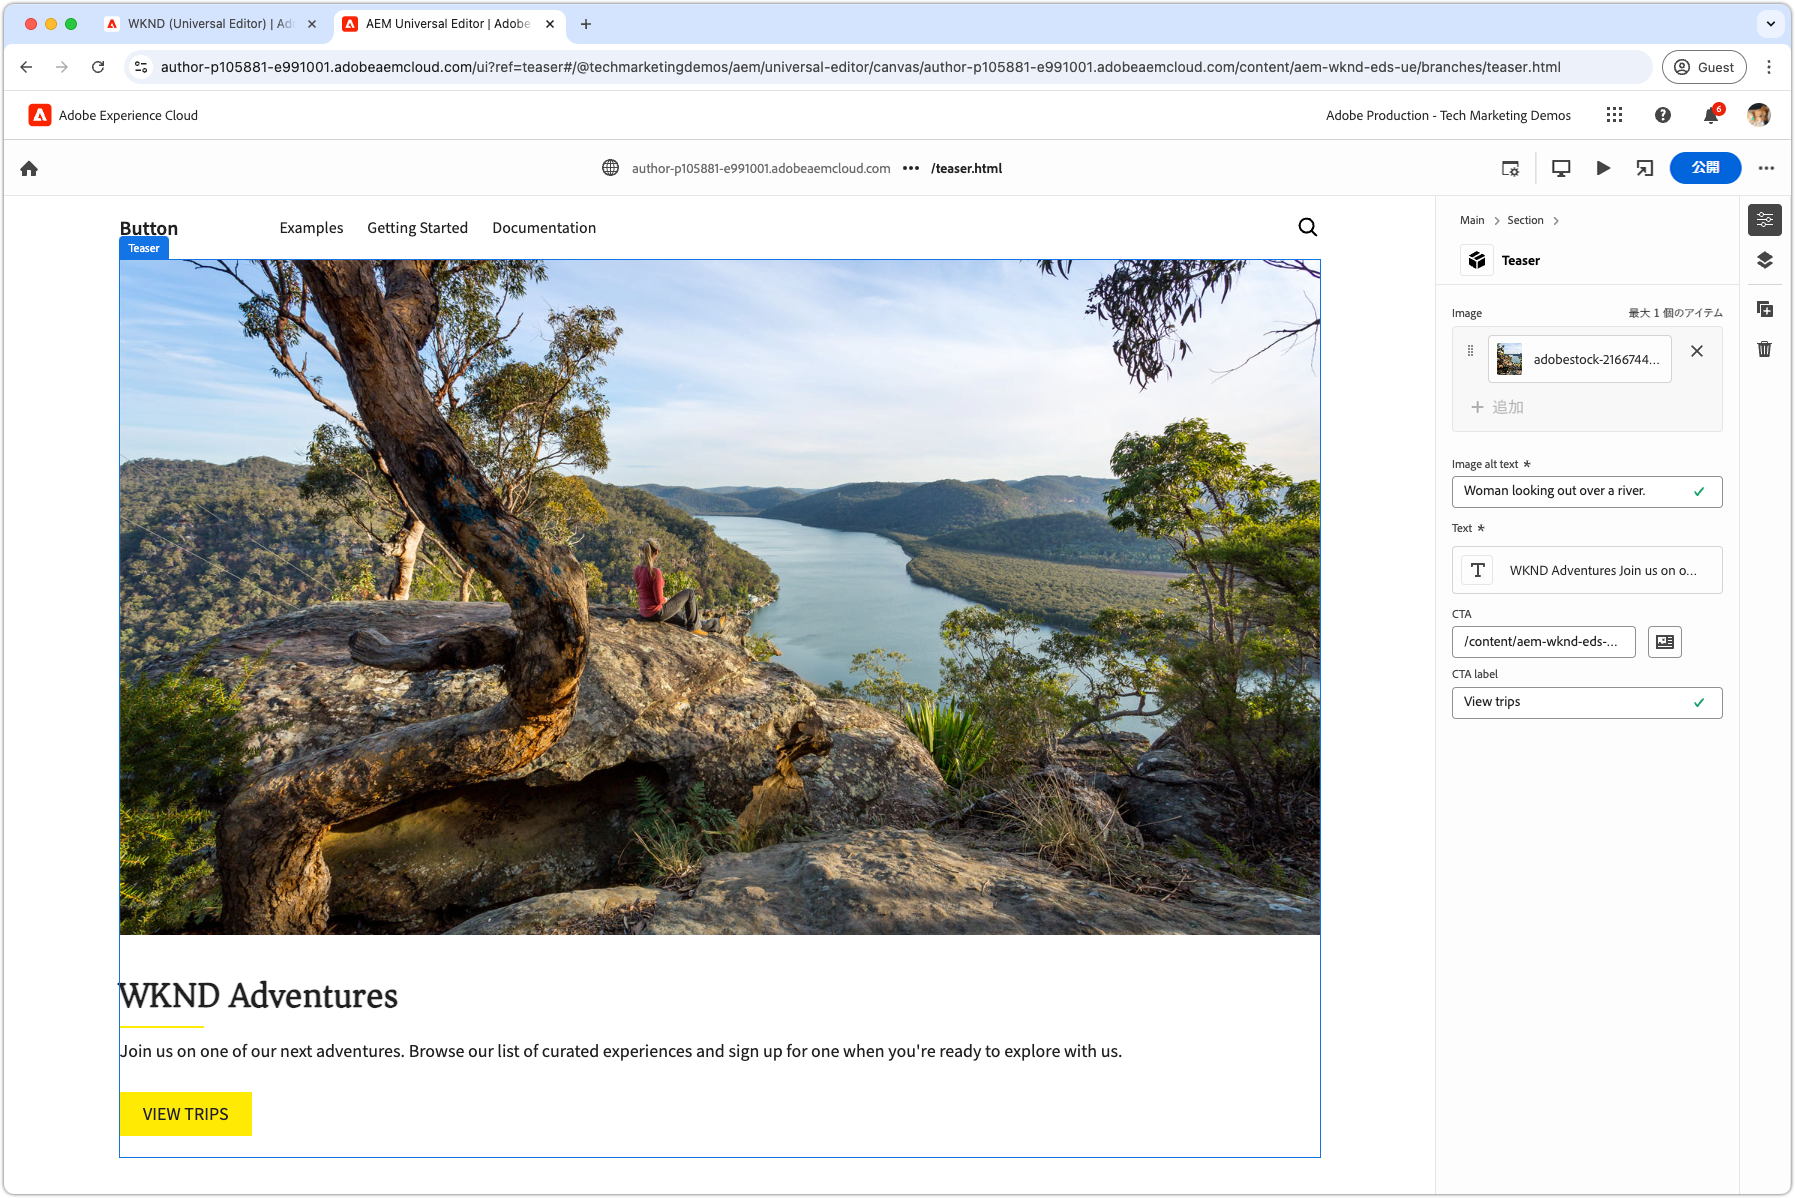 WKND (Universal Editor) | Ad
AEM Universal Editor | Adobe
author-p105881-e991001.adobeaemcloud.com/ui?ref=teaser#/@techmarketingdemos/aem/universal-editor/canvas/author-p105881-e991001.adobeaemcloud.com/content/aem-wknd-eds-ue/branches/teaser.html
Guest
Adobe Experience Cloud
Adobe Production - Tech Marketing Demos
6
author-p105881-e991001.adobeaemcloud.com ••• /teaser.html
公開
Button
Examples
Getting Started
Documentation
Teaser
WKND Adventures
Join us on one of our next adventures. Browse our list of curated experiences and sign up for one when you're ready to explore with us.
VIEW TRIPS
Main > Section >
Teaser
Image
最大 1 個のアイテム
adobestock-2166744...
+ 追加
Image alt text *
Woman looking out over a river.
Text *
T
WKND Adventures Join us on o...
CTA
/content/aem-wknd-eds-...
CTA label
View trips